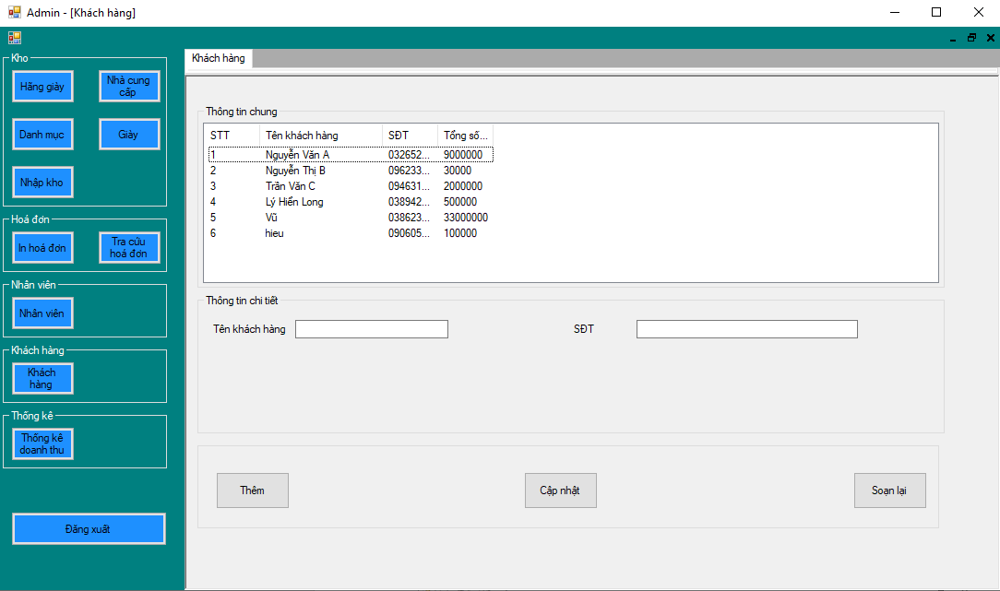 Admin - [Khách hàng]
Kho
Hãng giày
Nhà cung
cấp
Danh mục
Giày
Nhập kho
Hoá đơn
In hoá đơn
Tra cứu
hoá đơn
Nhân viên
Nhân viên
Khách hàng
Khách
hàng
Thống kê
Thống kê
doanh thu
Đăng xuất
Khách hàng
Thông tin chung
STT Tên khách hàng SĐT Tổng số...
1 Nguyễn Văn A 032652... 9000000
2 Nguyễn Thị B 096233... 30000
3 Trần Văn C 094631... 2000000
4 Lý Hiển Long 038942... 500000
5 Vũ 038623... 33000000
6 hieu 090605... 100000
Thông tin chi tiết
Tên khách hàng SĐT
Thêm Cập nhật Soạn lại